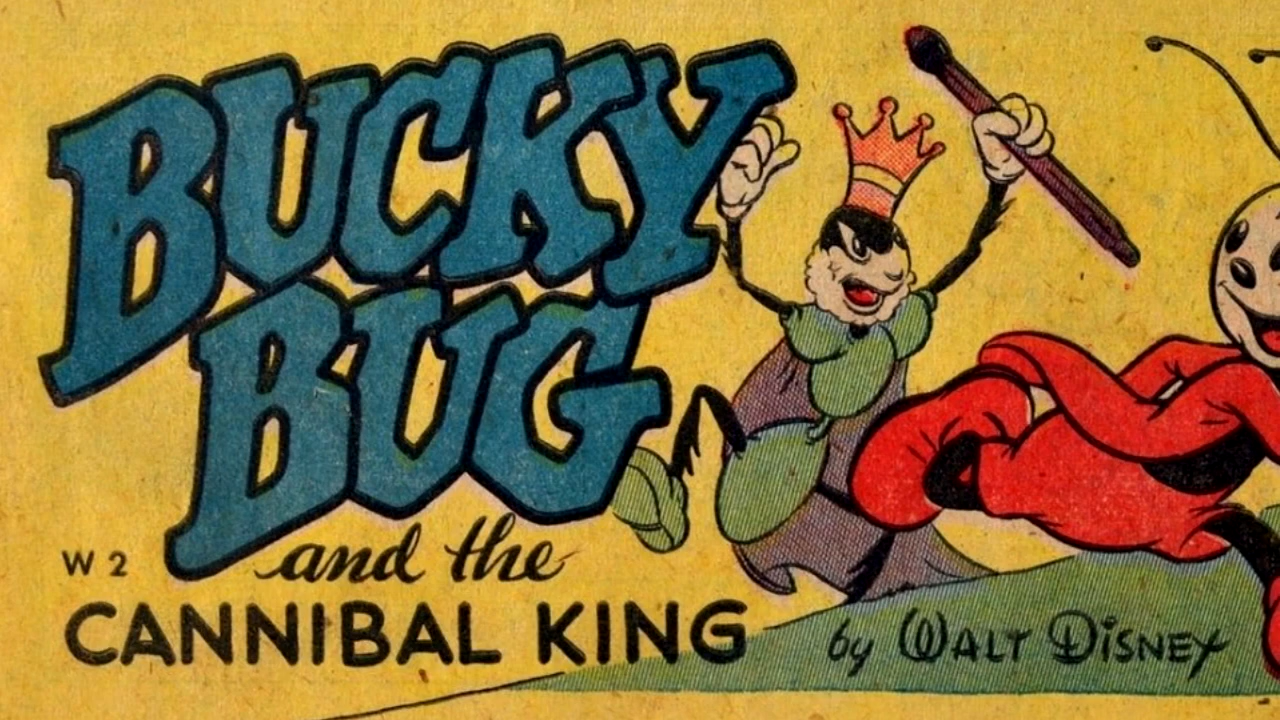 BUCKY
BUG
W 2
and the
CANNIBAL KING
by WALT DISNEY